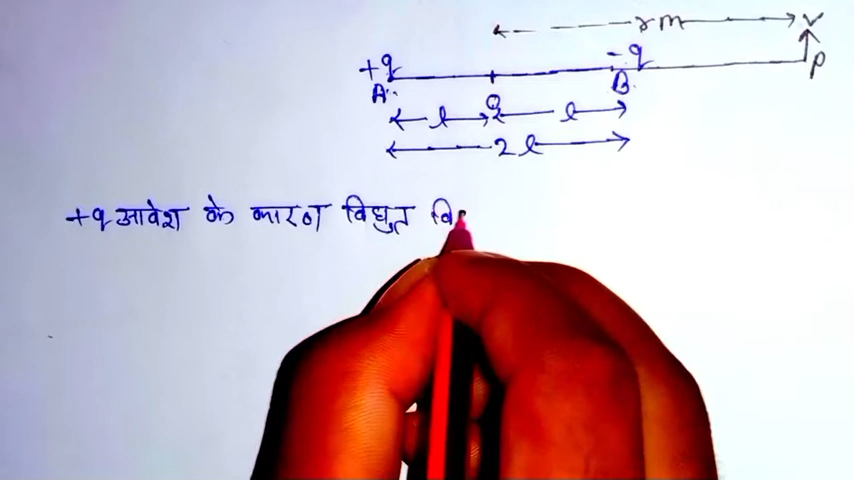 r m v
+q -q
A B P
O
l l
2l
+q आवेश के कारण विधुत वि